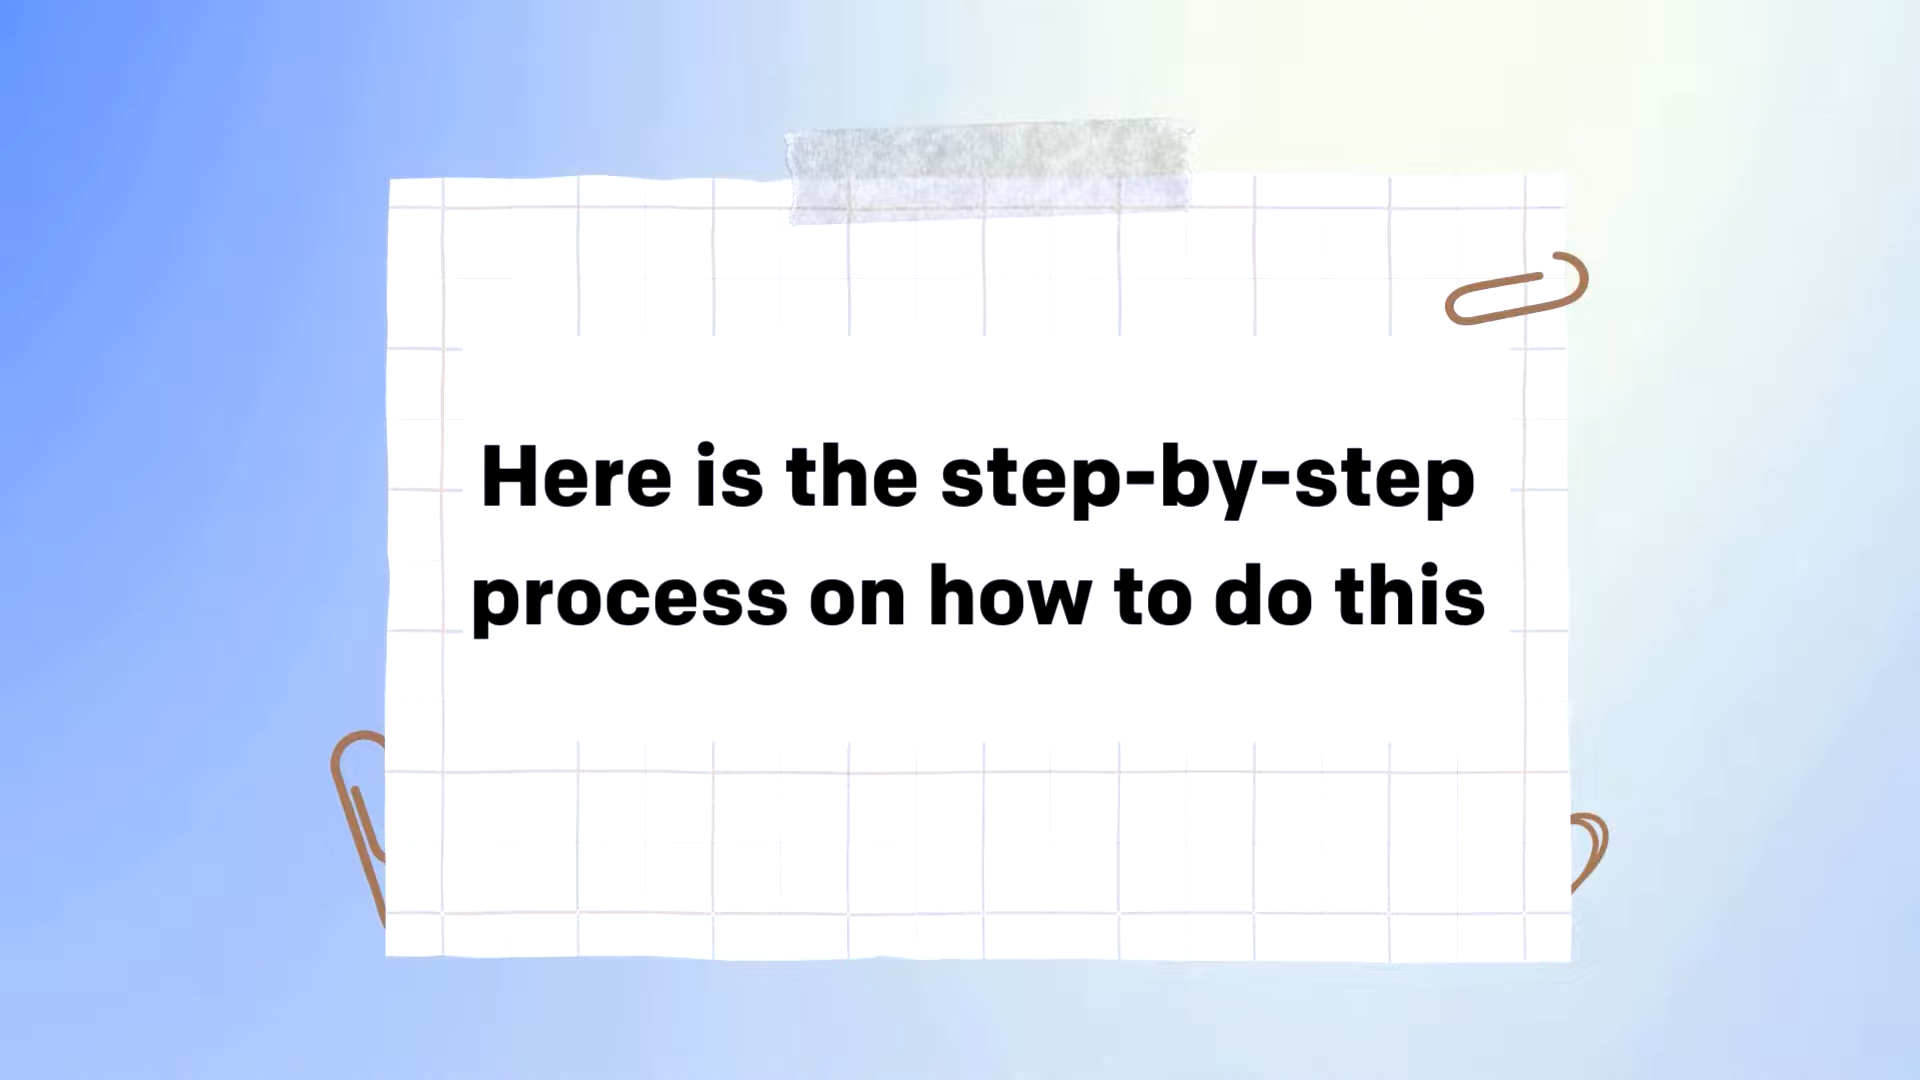 Here is the step-by-step
process on how to do this